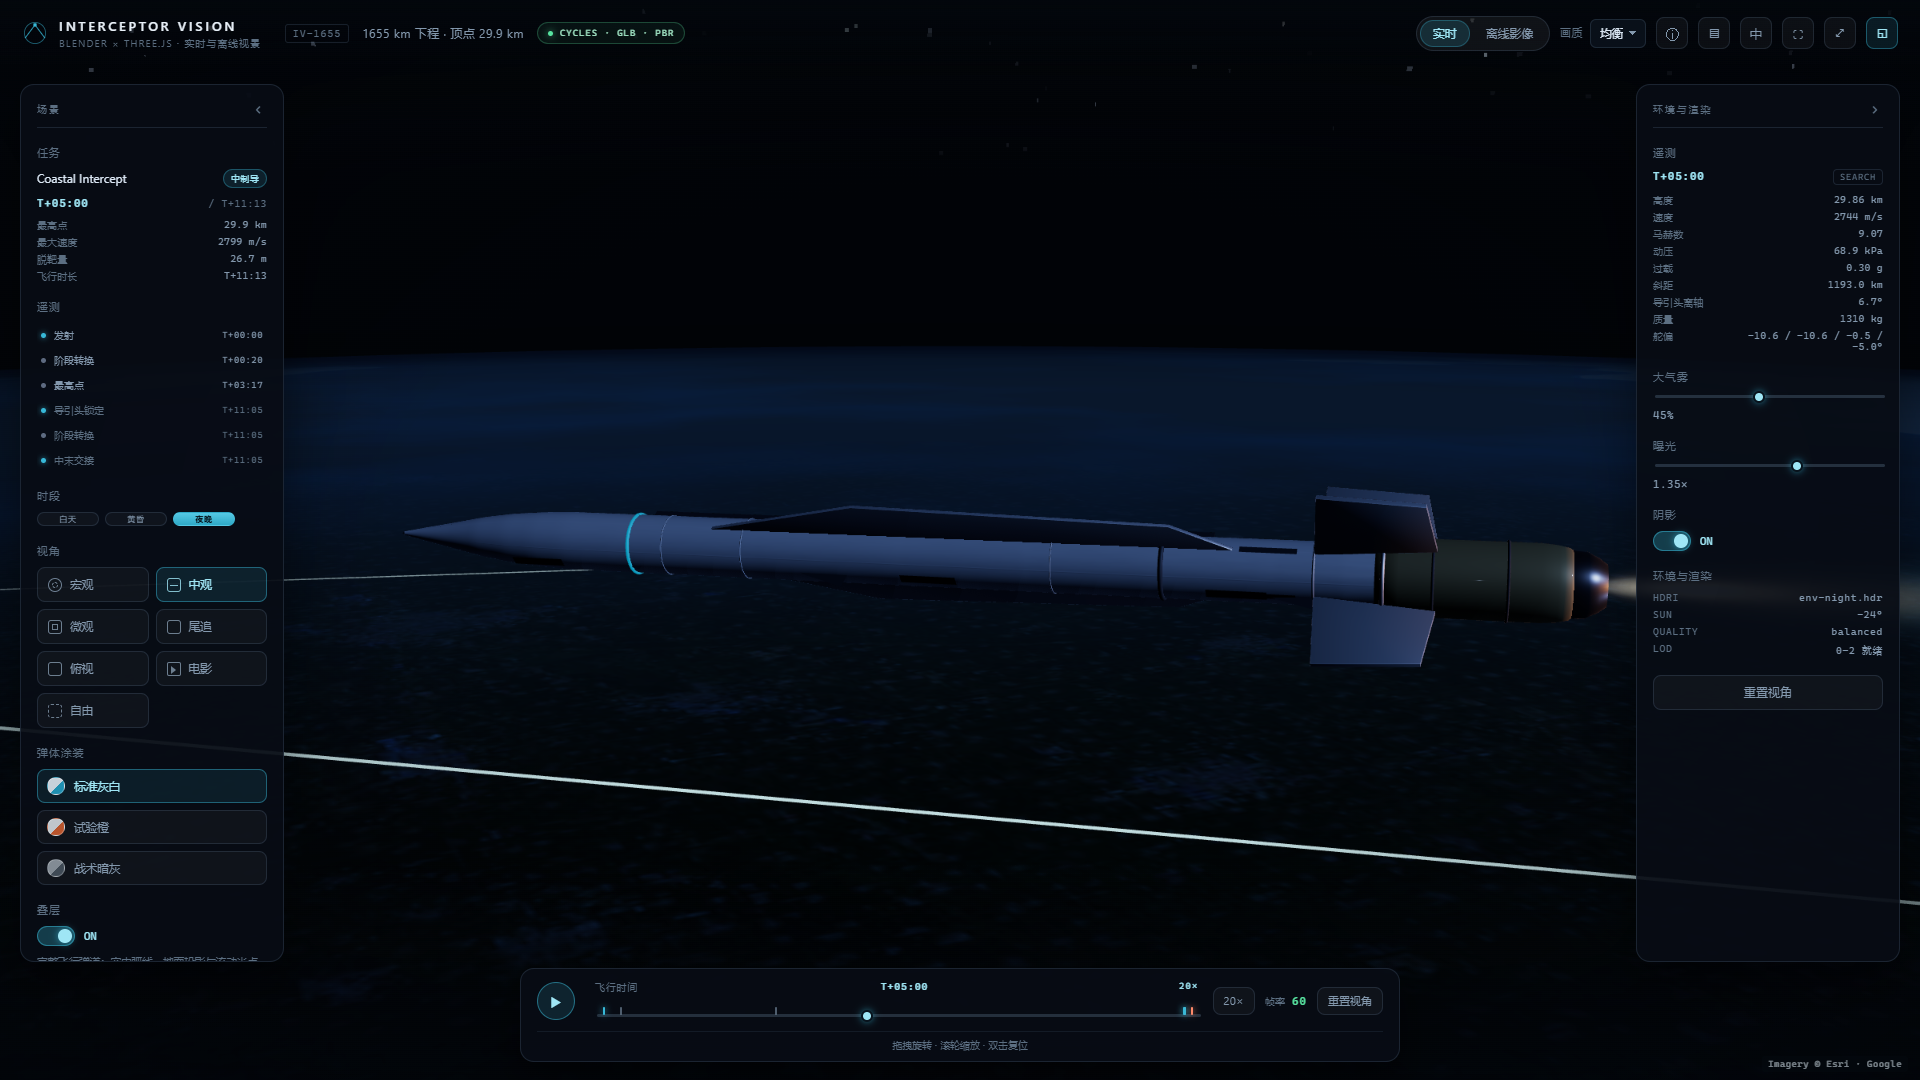 INTERCEPTOR VISION
BLENDER × THREE.JS · 实时与离线视景
IV-1655
1655 km 下程 · 顶点 29.9 km
CYCLES · GLB · PBR
实时
离线影像
画质
均衡
中
场景
任务
Coastal Intercept
中制导
T+05:00 / T+11:13
最高点 29.9 km
最大速度 2799 m/s
脱靶量 26.7 m
飞行时长 T+11:13
遥测
发射 T+00:00
阶段转换 T+00:20
最高点 T+03:17
导引头锁定 T+11:05
阶段转换 T+11:05
中末交接 T+11:05
时段
白天 黄昏 夜晚
视角
宏观 中观
微观 尾追
俯视 电影
自由
弹体涂装
标准灰白
试验橙
战术暗灰
叠层
ON
环境与渲染
遥测
T+05:00 SEARCH
高度 29.86 km
速度 2744 m/s
马赫数 9.07
动压 68.9 kPa
过载 0.30 g
斜距 1193.0 km
导引头离轴 6.7°
质量 1310 kg
舵偏 -10.6 / -10.6 / -0.5 /
-5.0°
大气雾
45%
曝光
1.35×
阴影
ON
环境与渲染
HDRI env-night.hdr
SUN -24°
QUALITY balanced
LOD 0-2 就绪
重置视角
飞行时间 T+05:00 20×
20× 帧率 60 重置视角
拖拽旋转 · 滚轮缩放 · 双击复位
Imagery © Esri · Google